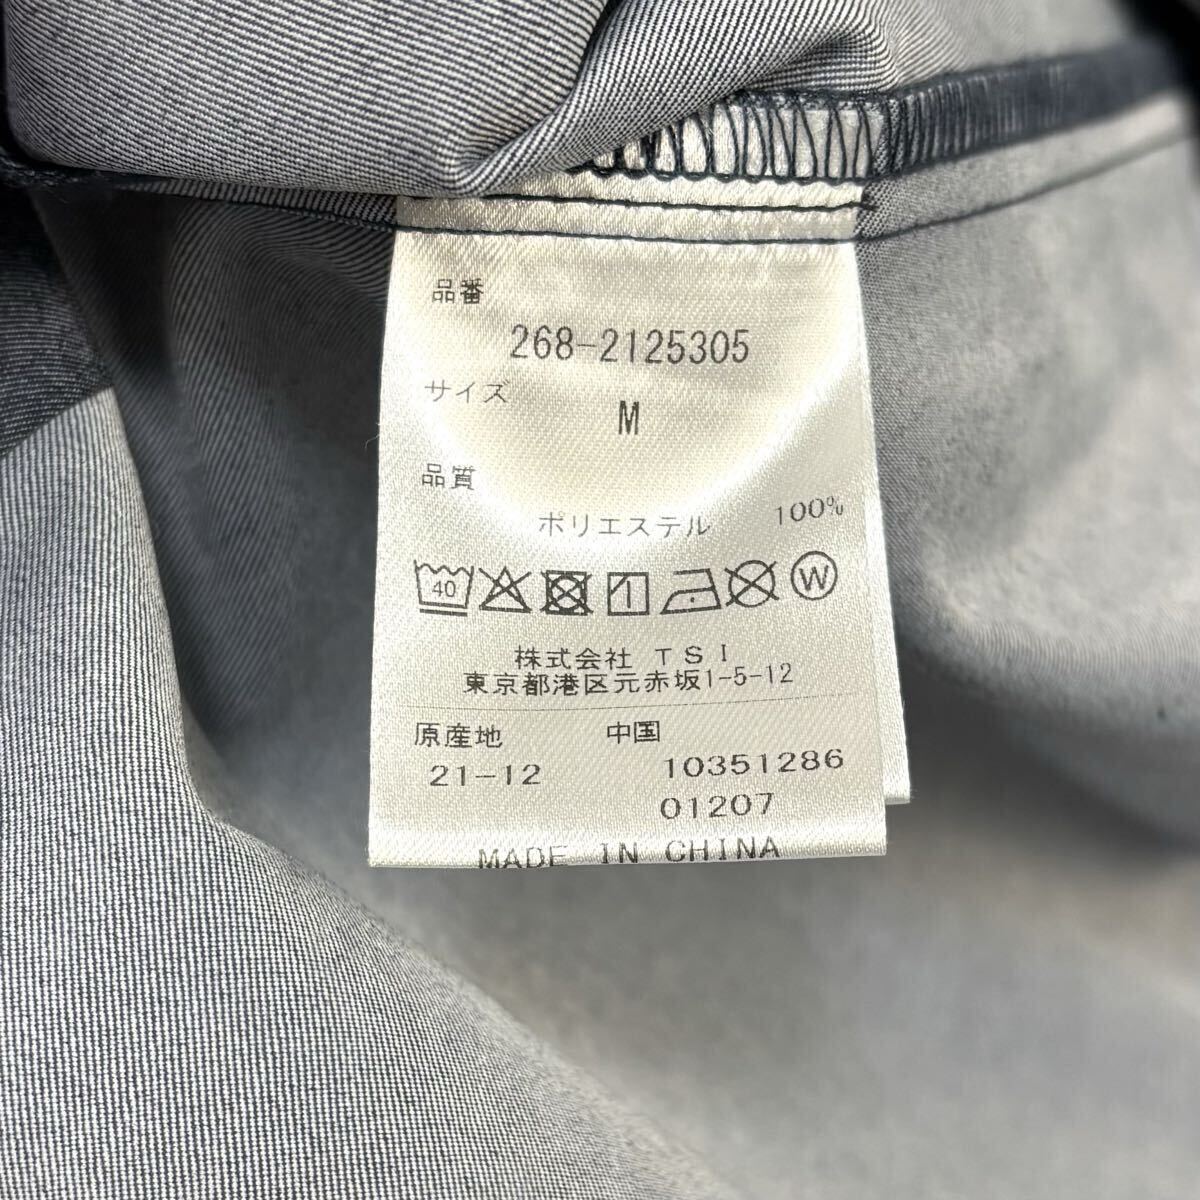 品番
268-2125305
サイズ
M
品質
ポリエステル 100%
40 W
株式会社 TSI
東京都港区元赤坂1-5-12
原産地 中国
21-12 10351286
01207
MADE IN CHINA